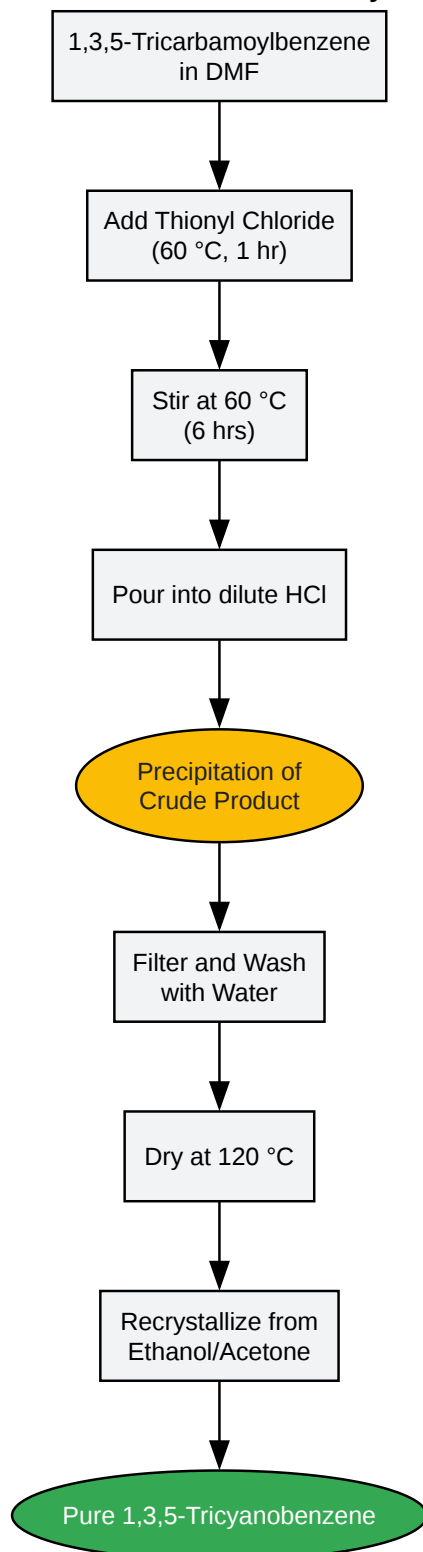 1,3,5-Tricarbamoylbenzene
in DMF
Add Thionyl Chloride
(60 °C, 1 hr)
Stir at 60 °C
(6 hrs)
Pour into dilute HCl
Precipitation of
Crude Product
Filter and Wash
with Water
Dry at 120 °C
Recrystallize from
Ethanol/Acetone
Pure 1,3,5-Tricyanobenzene